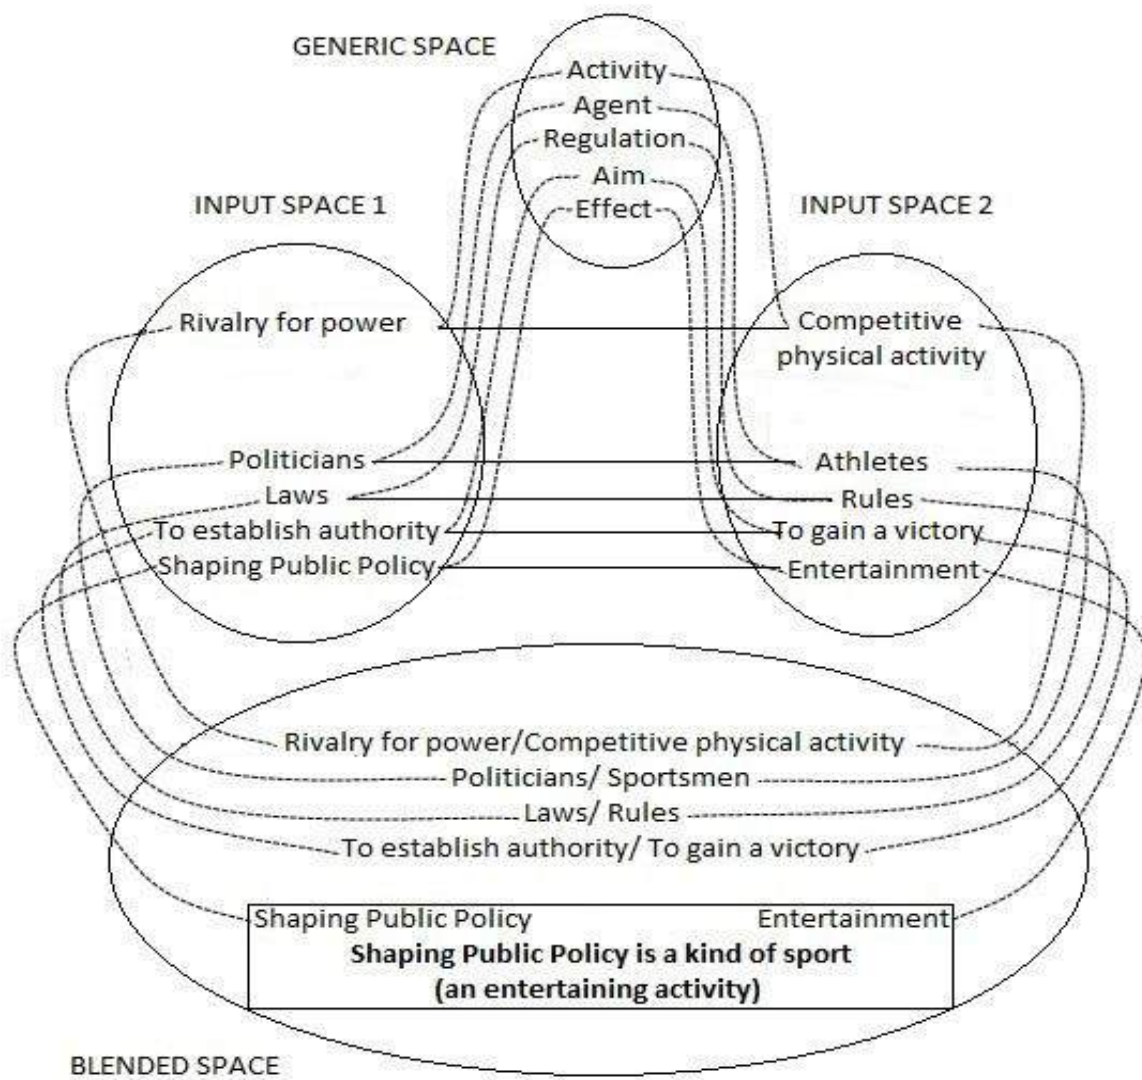 GENERIC SPACE
Activity
Agent
Regulation
Aim
Effect
INPUT SPACE 1
INPUT SPACE 2
Rivalry for power
Politicians
Laws
To establish authority
Shaping Public Policy
Competitive
physical activity
Athletes
Rules
To gain a victory
Entertainment
Rivalry for power/Competitive physical activity
Politicians/ Sportsmen
Laws/ Rules
To establish authority/ To gain a victory
Shaping Public Policy Entertainment
Shaping Public Policy is a kind of sport
(an entertaining activity)
BLENDED SPACE